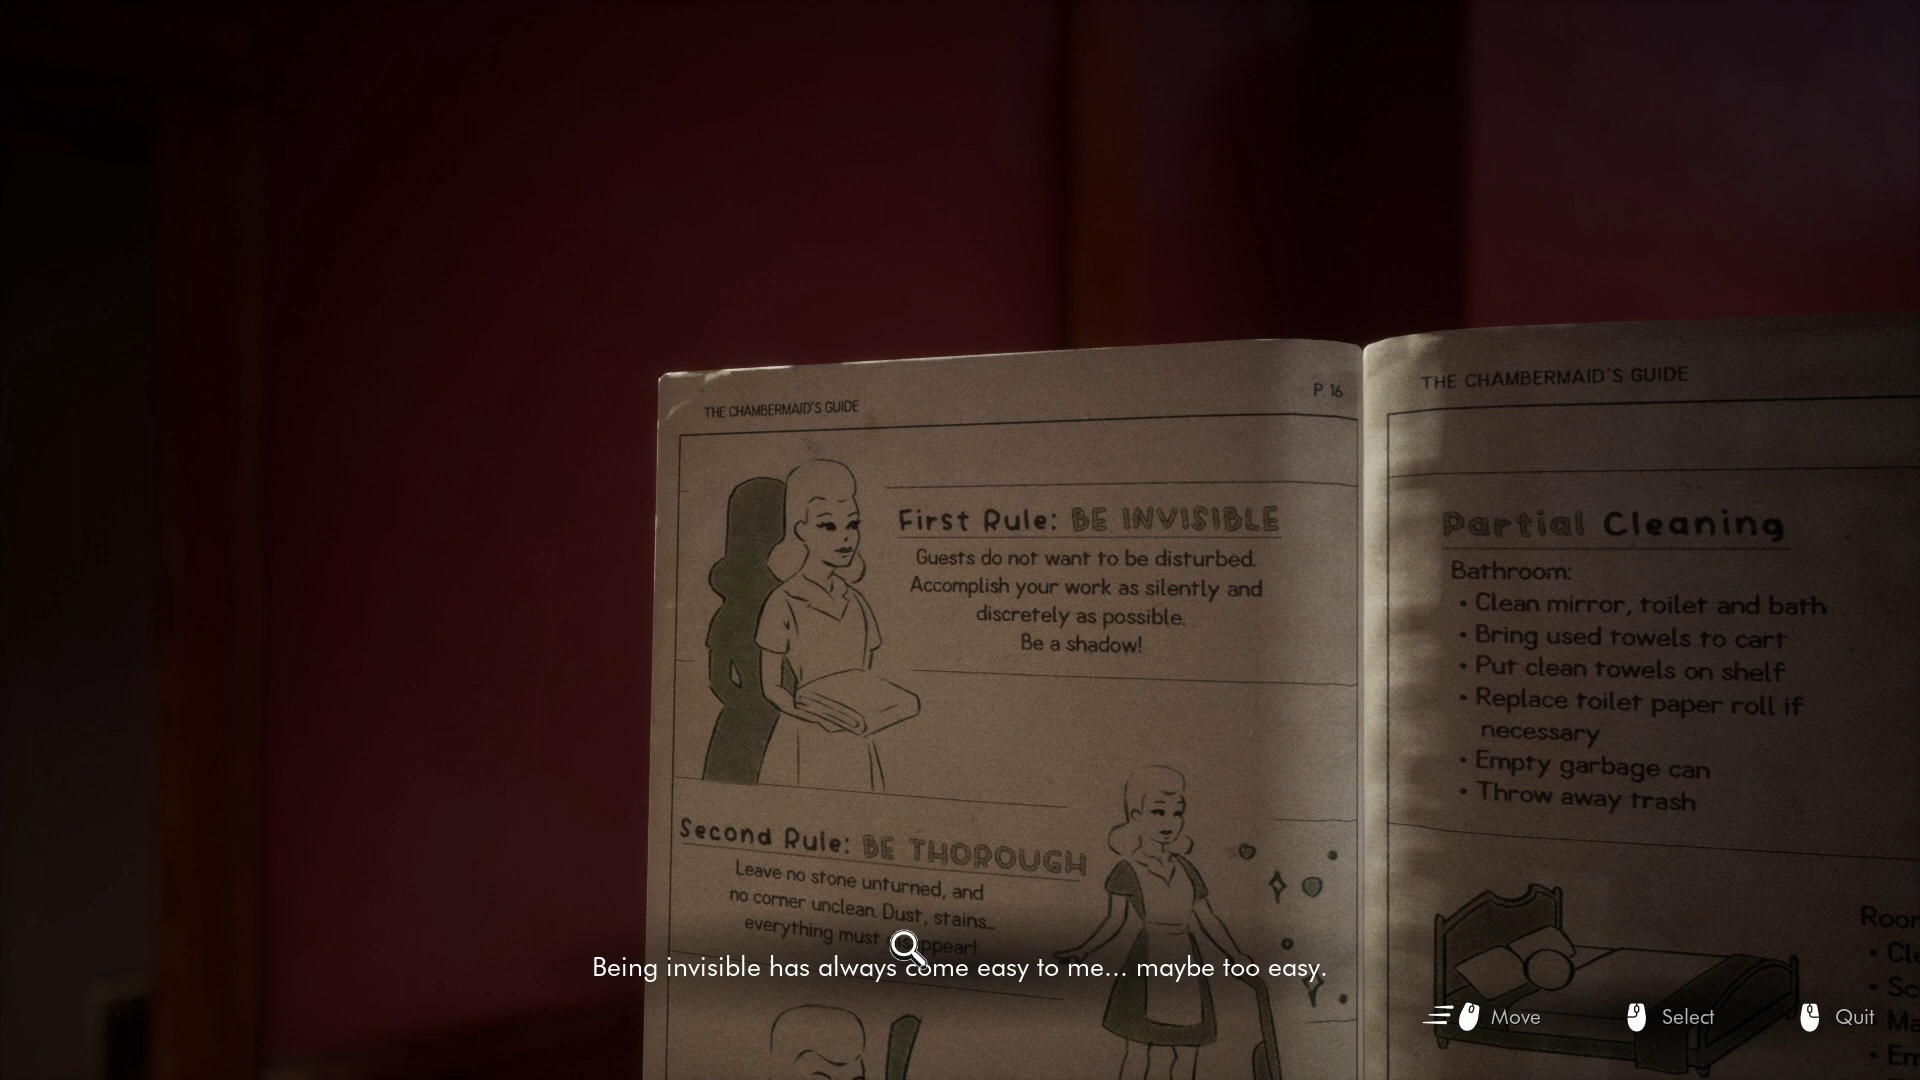 THE CHAMBERMAID'S GUIDE
P. 16
First Rule: BE INVISIBLE
Guests do not want to be disturbed.
Accomplish your work as silently and
discretely as possible.
Be a shadow!
Second Rule: BE THOROUGH
Leave no stone unturned, and
no corner unclean. Dust, stains...
everything must disappear!
THE CHAMBERMAID'S GUIDE
Partial Cleaning
Bathroom:
• Clean mirror, toilet and bath
• Bring used towels to cart
• Put clean towels on shelf
• Replace toilet paper roll if
necessary
• Empty garbage can
• Throw away trash
Being invisible has always come easy to me... maybe too easy.
Move
Select
Quit